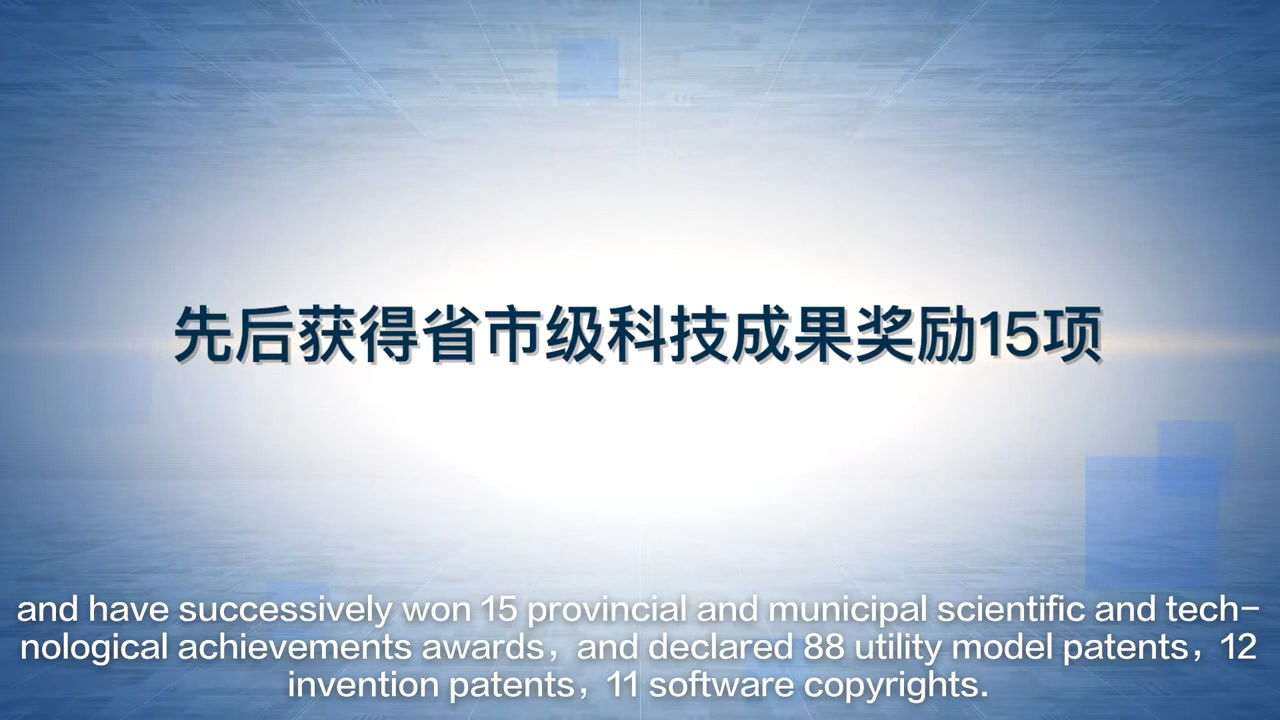 先后获得省市级科技成果奖励15项
and have successively won 15 provincial and municipal scientific and tech-
nological achievements awards，and declared 88 utility model patents，12
invention patents，11 software copyrights.